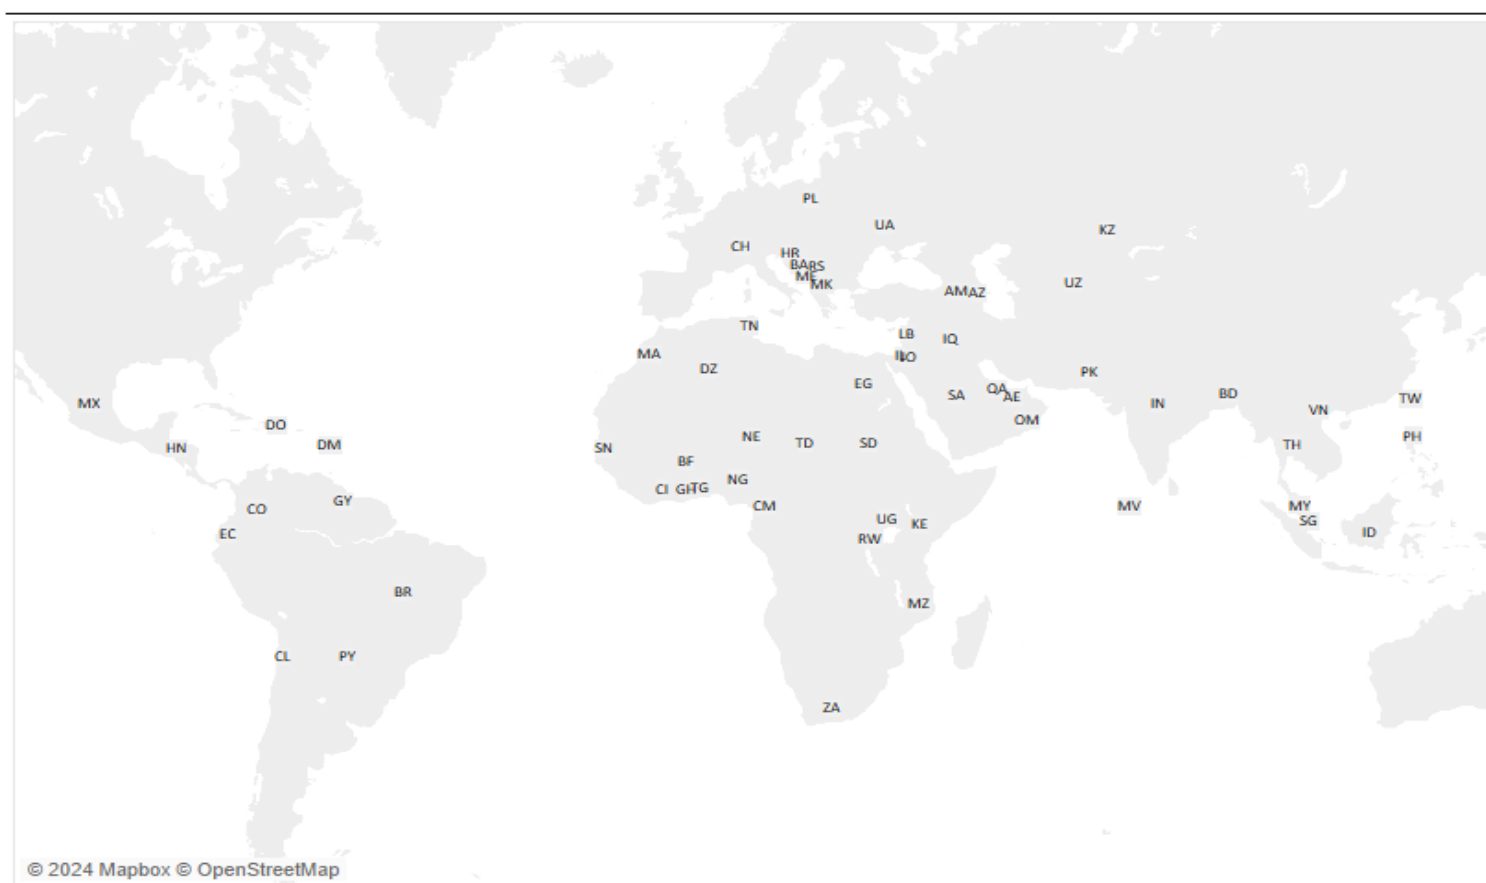 PL
UA
KZ
CH
HR
BA RS
ME
MK
UZ
AM AZ
TN
LB
IQ
MA
IL JO
DZ
PK
EG
QA
SA
AE
BD
TW
MX
IN
VN
OM
DO
PH
NE
DM
TD
SD
TH
HN
SN
BF
NG
CI GH TG
GY
CO
CM
MV
MY
UG
SG
KE
EC
RW
ID
BR
MZ
CL
PY
ZA
© 2024 Mapbox © OpenStreetMap